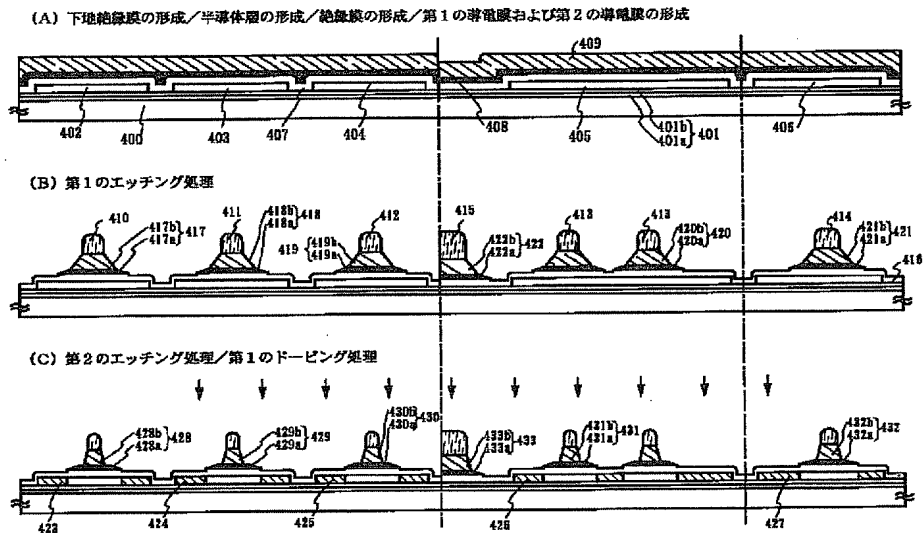 (A) 下地絶縁膜の形成/半導体層の形成/絶縁膜の形成/第1の導電膜および第2の導電膜の形成
409
402 400 403 407 404 408 405 401b 401a 401 406
(B) 第1のエッチング処理
410 417b 417a 417 411 418b 418a 418 419 419b 419a 412 415 422b 422a 422 413 413 420b 420a 420 414 421b 421a 421 416
(C) 第2のエッチング処理/第1のドーピング処理
428b 428a 428 429b 429a 429 430b 430a 430 433b 433a 433 431b 431a 431 432b 432a 432
423 424 425 426 427